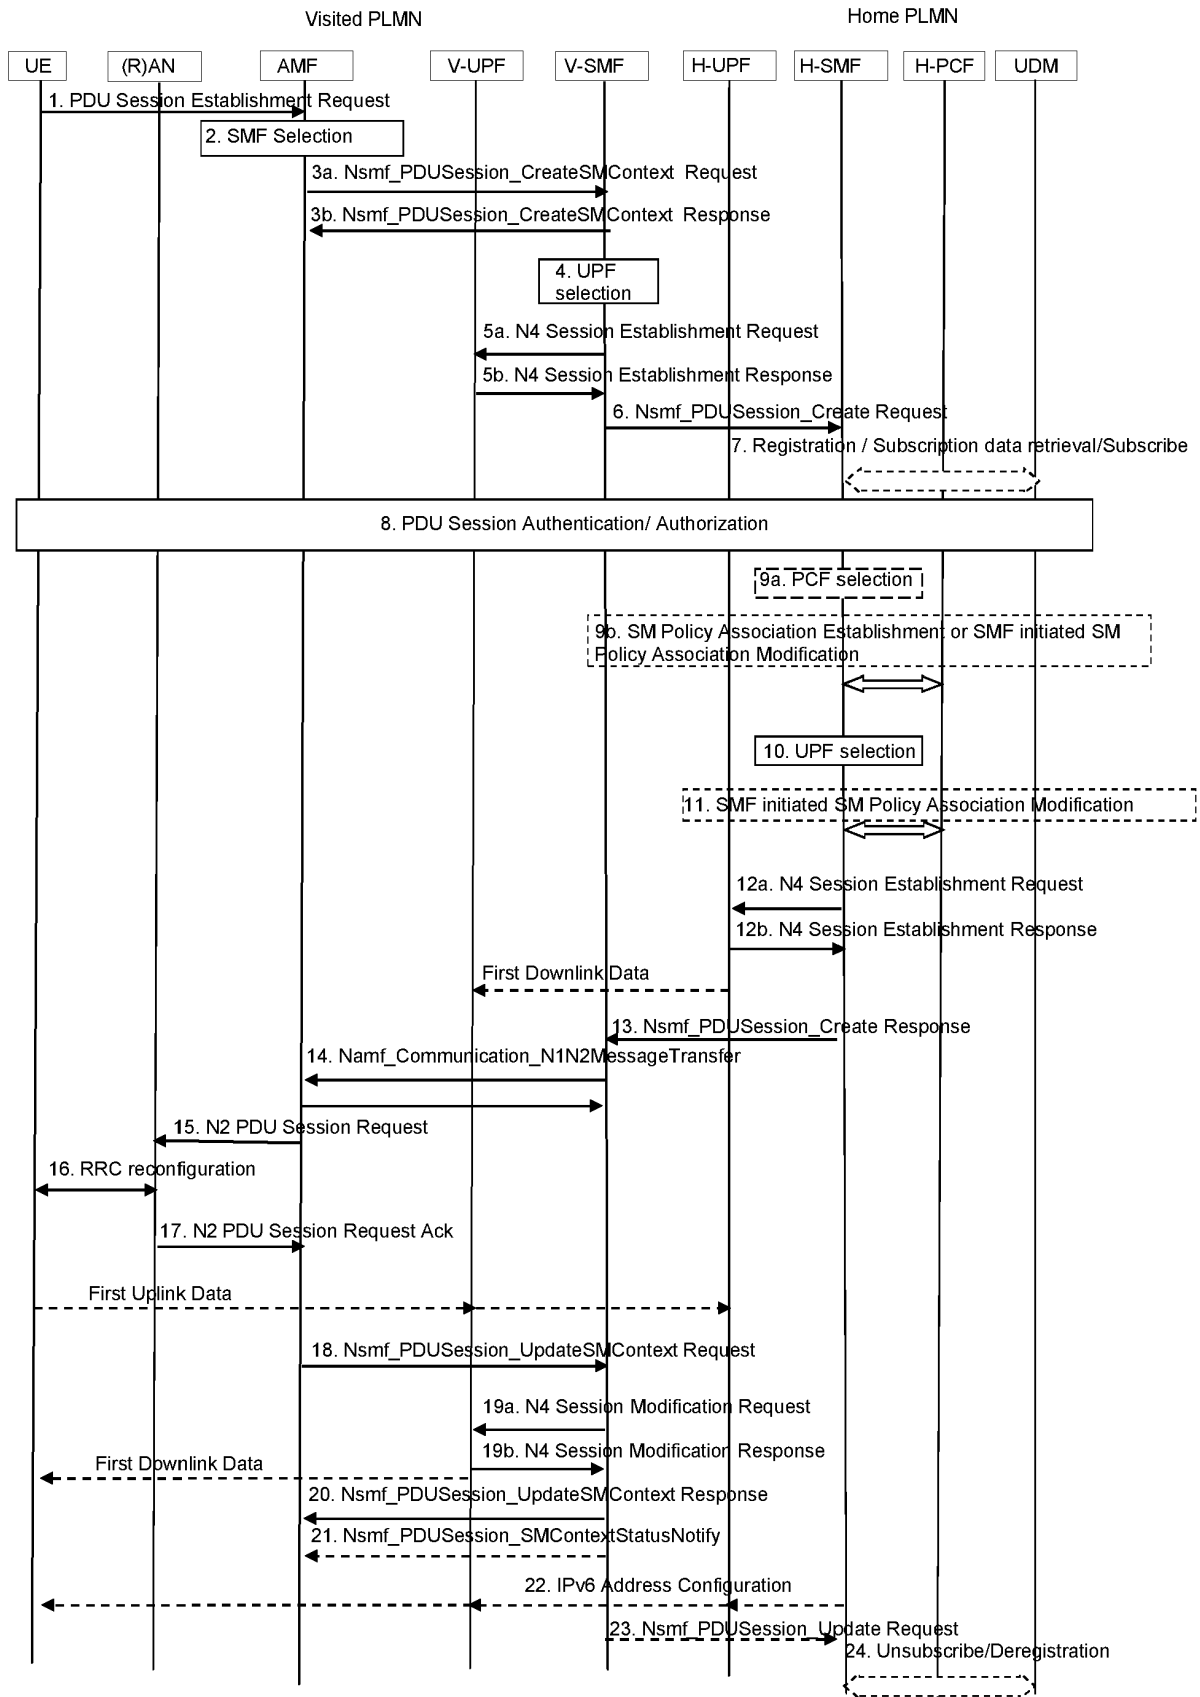 Visited PLMN
Home PLMN
UE
(R)AN
AMF
V-UPF
V-SMF
H-UPF
H-SMF
H-PCF
UDM
1. PDU Session Establishment Request
2. SMF Selection
3a. Nsmf_PDUSession_CreateSMContext Request
3b. Nsmf_PDUSession_CreateSMContext Response
4. UPF
selection
5a. N4 Session Establishment Request
5b. N4 Session Establishment Response
6. Nsmf_PDUSession_Create Request
7. Registration / Subscription data retrieval/Subscribe
8. PDU Session Authentication/ Authorization
9a. PCF selection
9b. SM Policy Association Establishment or SMF initiated SM
Policy Association Modification
10. UPF selection
11. SMF initiated SM Policy Association Modification
12a. N4 Session Establishment Request
12b. N4 Session Establishment Response
First Downlink Data
13. Nsmf_PDUSession_Create Response
14. Namf_Communication_N1N2MessageTransfer
15. N2 PDU Session Request
16. RRC reconfiguration
17. N2 PDU Session Request Ack
First Uplink Data
18. Nsmf_PDUSession_UpdateSMContext Request
19a. N4 Session Modification Request
19b. N4 Session Modification Response
First Downlink Data
20. Nsmf_PDUSession_UpdateSMContext Response
21. Nsmf_PDUSession_SMContextStatusNotify
22. IPv6 Address Configuration
23. Nsmf_PDUSession_Update Request
24. Unsubscribe/Deregistration